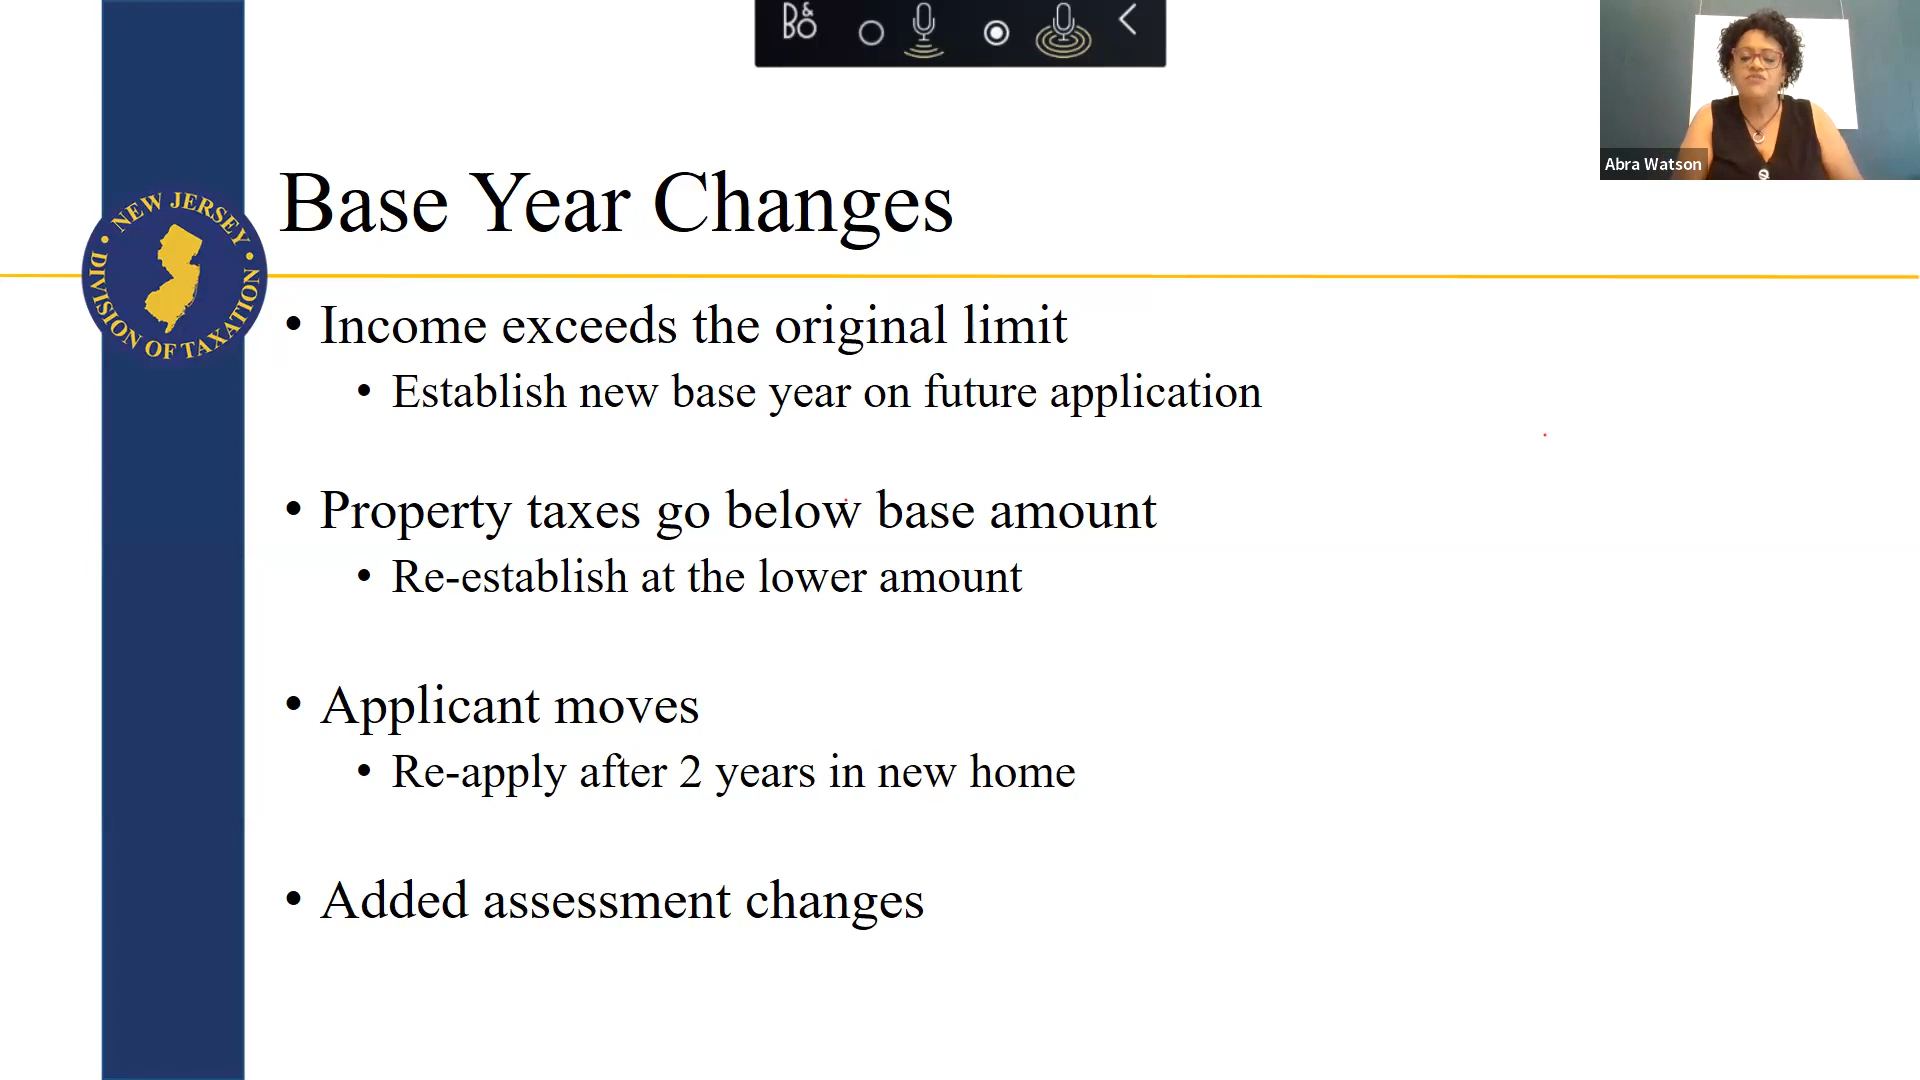 B&O
Abra Watson
Base Year Changes
NEW JERSEY
DIVISION OF TAXATION
• Income exceeds the original limit
• Establish new base year on future application
• Property taxes go below base amount
• Re-establish at the lower amount
• Applicant moves
• Re-apply after 2 years in new home
• Added assessment changes